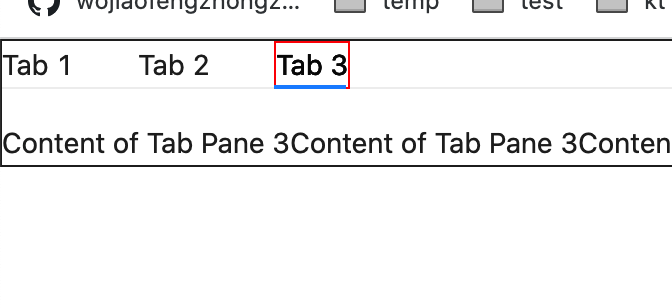 wojiaofengzhongz... temp test kt
Tab 1 Tab 2 Tab 3
Content of Tab Pane 3Content of Tab Pane 3Conten